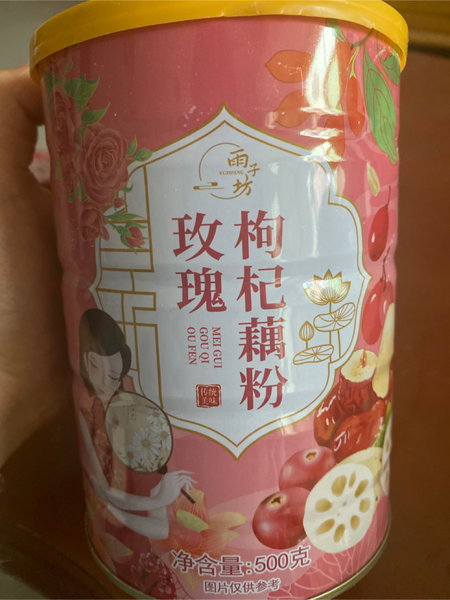 雨子坊
YUZIFANG
玫瑰
枸杞藕粉
MEI GUI
GOU QI
OU FEN
传统
美味
净含量:500克
图片仅供参考